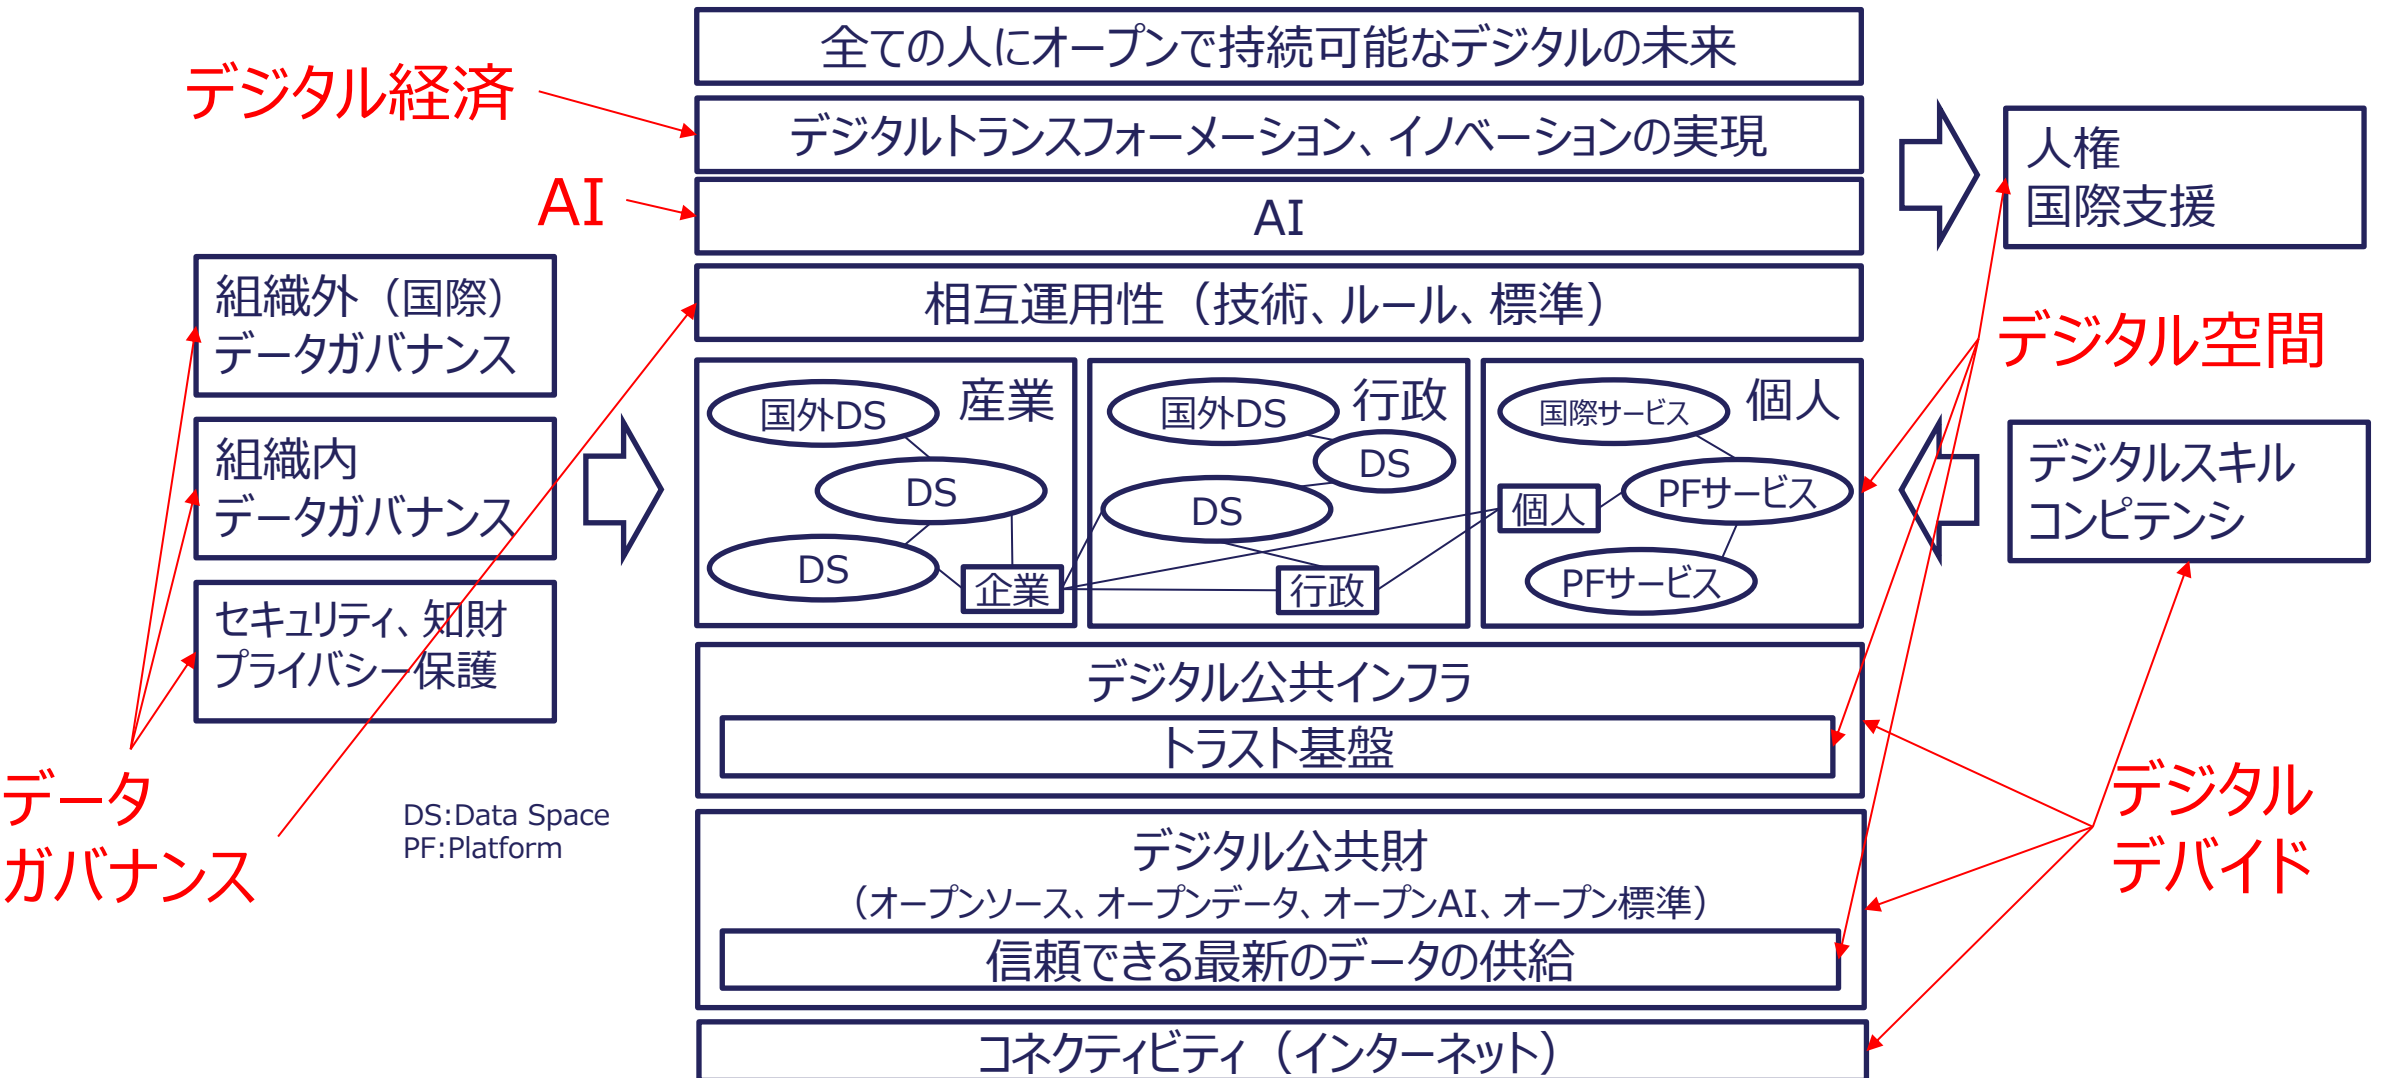 全ての人にオープンで持続可能なデジタルの未来
デジタル経済
デジタルトランスフォーメーション、イノベーションの実現
人権
国際支援
AI
AI
組織外（国際）
データガバナンス
相互運用性（技術、ルール、標準）
デジタル空間
産業
国外DS
DS
DS
企業
行政
国外DS
DS
DS
行政
個人
国際サービス
個人
PFサービス
PFサービス
組織内
データガバナンス
デジタルスキル
コンピテンシ
セキュリティ、知財
プライバシー保護
デジタル公共インフラ
トラスト基盤
データ
ガバナンス
DS:Data Space
PF:Platform
デジタル
デバイド
デジタル公共財
（オープンソース、オープンデータ、オープンAI、オープン標準）
信頼できる最新のデータの供給
コネクティビティ（インターネット）